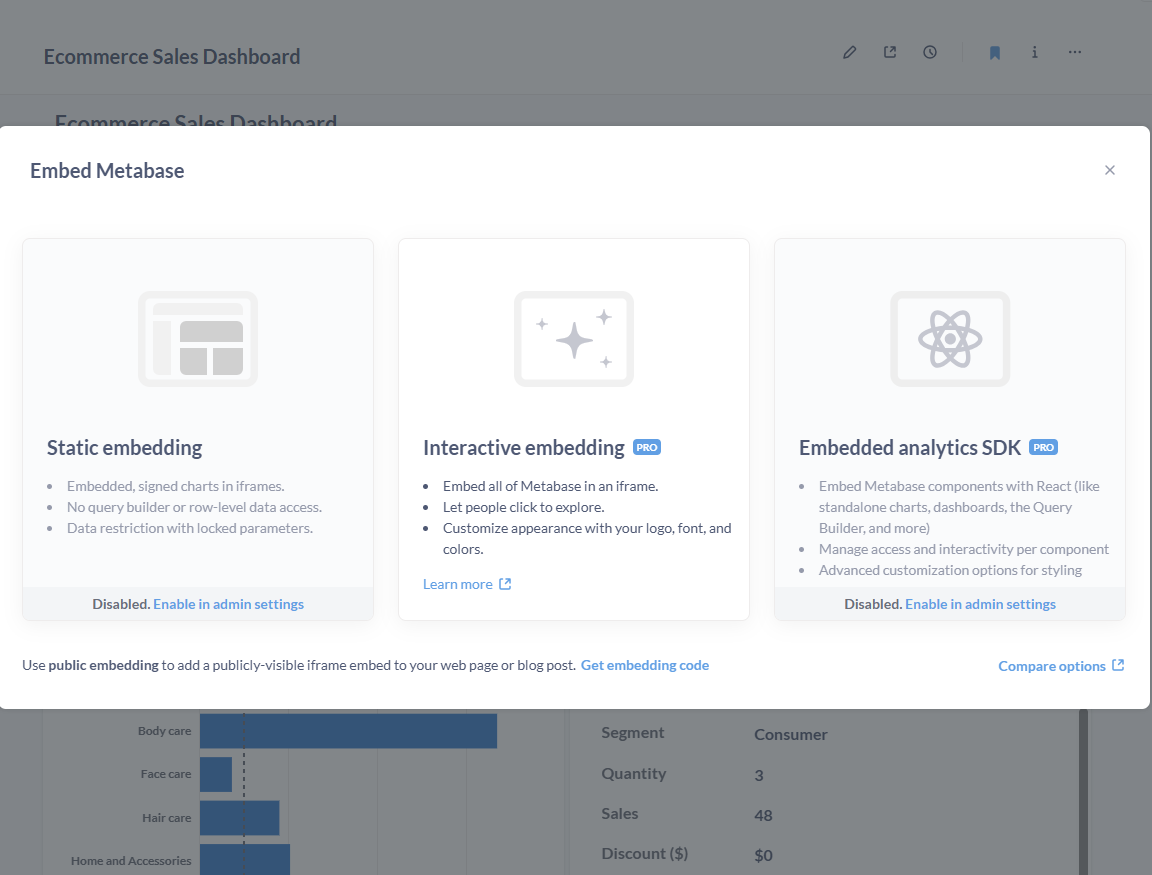 Ecommerce Sales Dashboard
Ecommerce Sales Dashboard
Embed Metabase
Static embedding
Embedded, signed charts in iframes.
No query builder or row-level data access.
Data restriction with locked parameters.
Disabled. Enable in admin settings
Interactive embedding PRO
Embed all of Metabase in an iframe.
Let people click to explore.
Customize appearance with your logo, font, and
colors.
Learn more
Embedded analytics SDK PRO
Embed Metabase components with React (like
standalone charts, dashboards, the Query
Builder, and more)
Manage access and interactivity per component
Advanced customization options for styling
Disabled. Enable in admin settings
Use public embedding to add a publicly-visible iframe embed to your web page or blog post. Get embedding code
Compare options
Body care
Face care
Hair care
Home and Accessories
Segment Consumer
Quantity 3
Sales 48
Discount ($) $0